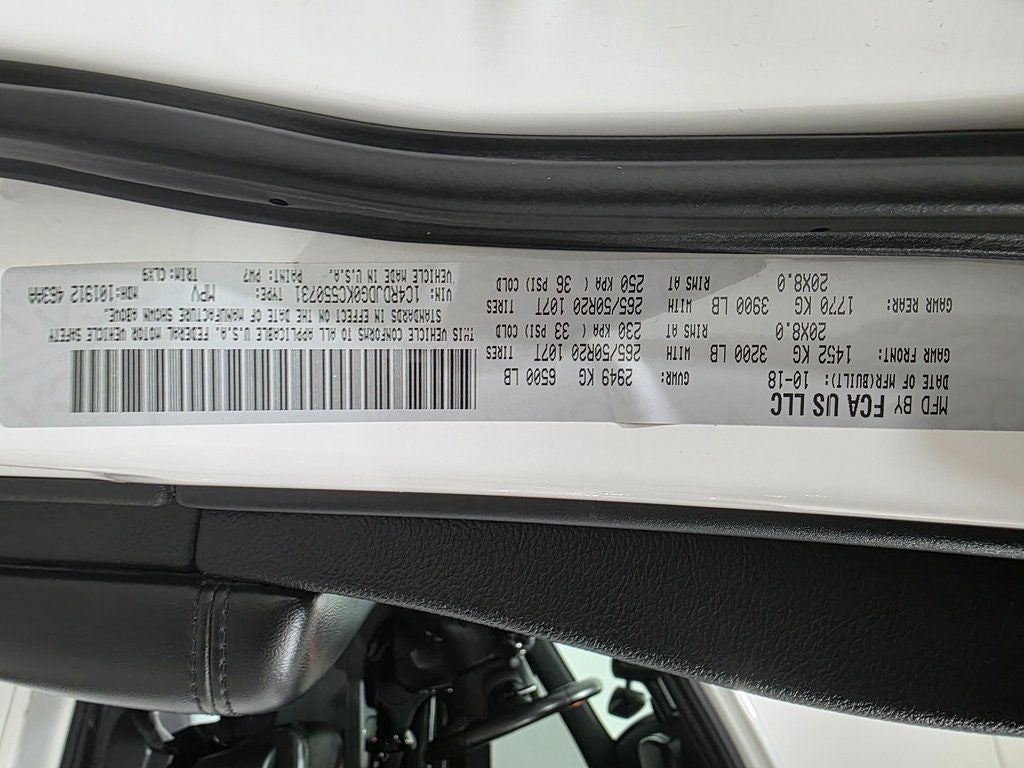 MFD BY FCA US LLC
DATE OF MFR(BUILT): 10-18 GVWR: 2949 KG 6500 LB
GAWR FRONT: 1452 KG 3200 LB WITH 265/50R20 107T TIRES
20X8.0 RIMS AT 230 KPA ( 33 PSI) COLD
GAWR REAR: 1770 KG 3900 LB WITH 265/50R20 107T TIRES
20X8.0 RIMS AT 250 KPA ( 36 PSI) COLD
THIS VEHICLE CONFORMS TO ALL APPLICABLE U.S.A. FEDERAL MOTOR VEHICLE SAFETY
STANDARDS IN EFFECT ON THE DATE OF MANUFACTURE SHOWN ABOVE.
VIN: 1C4RDJDG0KC550731 TYPE: MPV MDH: 101912 463AA
VEHICLE MADE IN U.S.A. PAINT: PW7 TRIM: CLX9